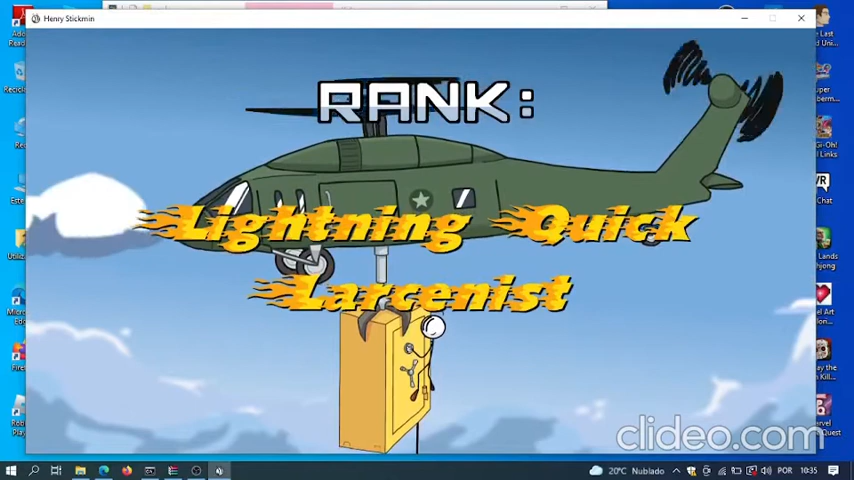 Henry Stickmin
RANK:
Lightning Quick
Larcenist
clideo.com
20°C Nublado
POR
10:35